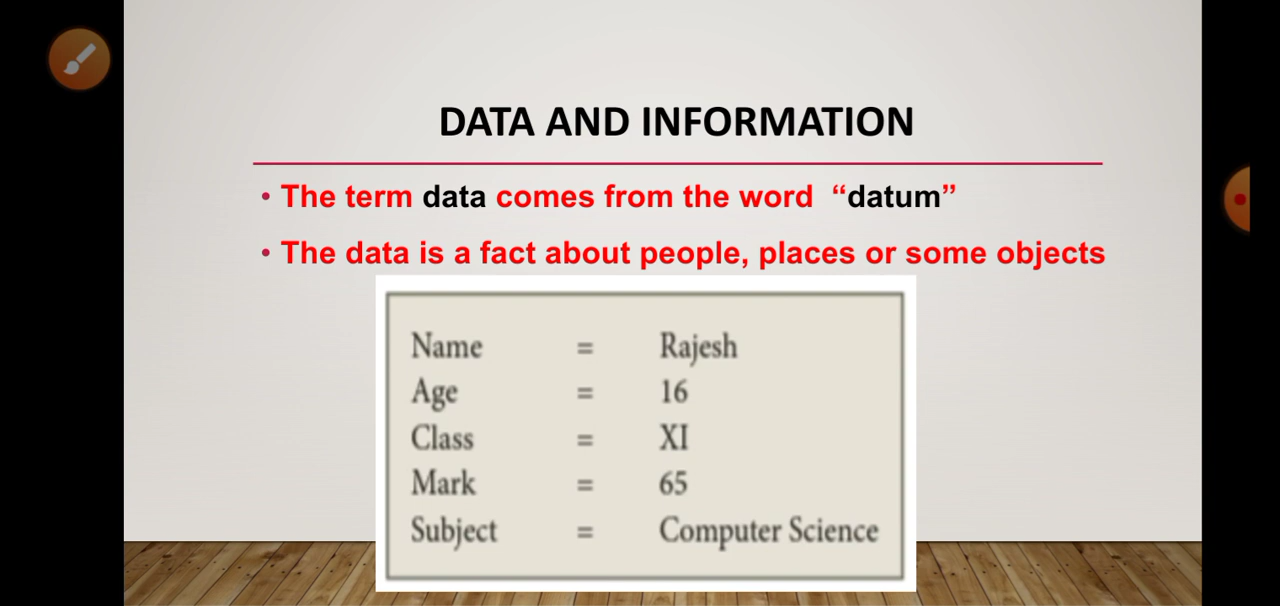 DATA AND INFORMATION
• The term data comes from the word “datum”
• The data is a fact about people, places or some objects
Name = Rajesh
Age = 16
Class = XI
Mark = 65
Subject = Computer Science